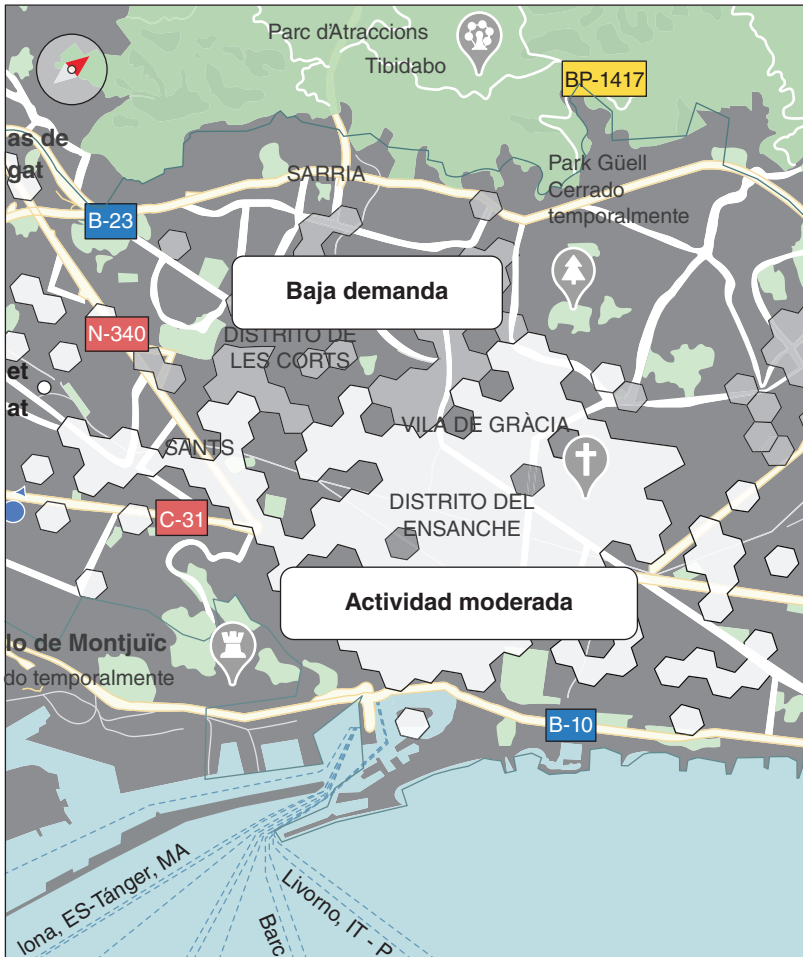 Parc d'Atraccions
Tibidabo
BP-1417
as de
gat
SARRIA
Park Güell
Cerrado
temporalmente
B-23
Baja demanda
N-340
DISTRITO DE
LES CORTS
et
at
VILA DE GRÀCIA
SANTS
DISTRITO DEL
ENSANCHE
C-31
Actividad moderada
lo de Montjuïc
do temporalmente
B-10
lona, ES-Tánger, MA
Livorno, IT - P
Barc